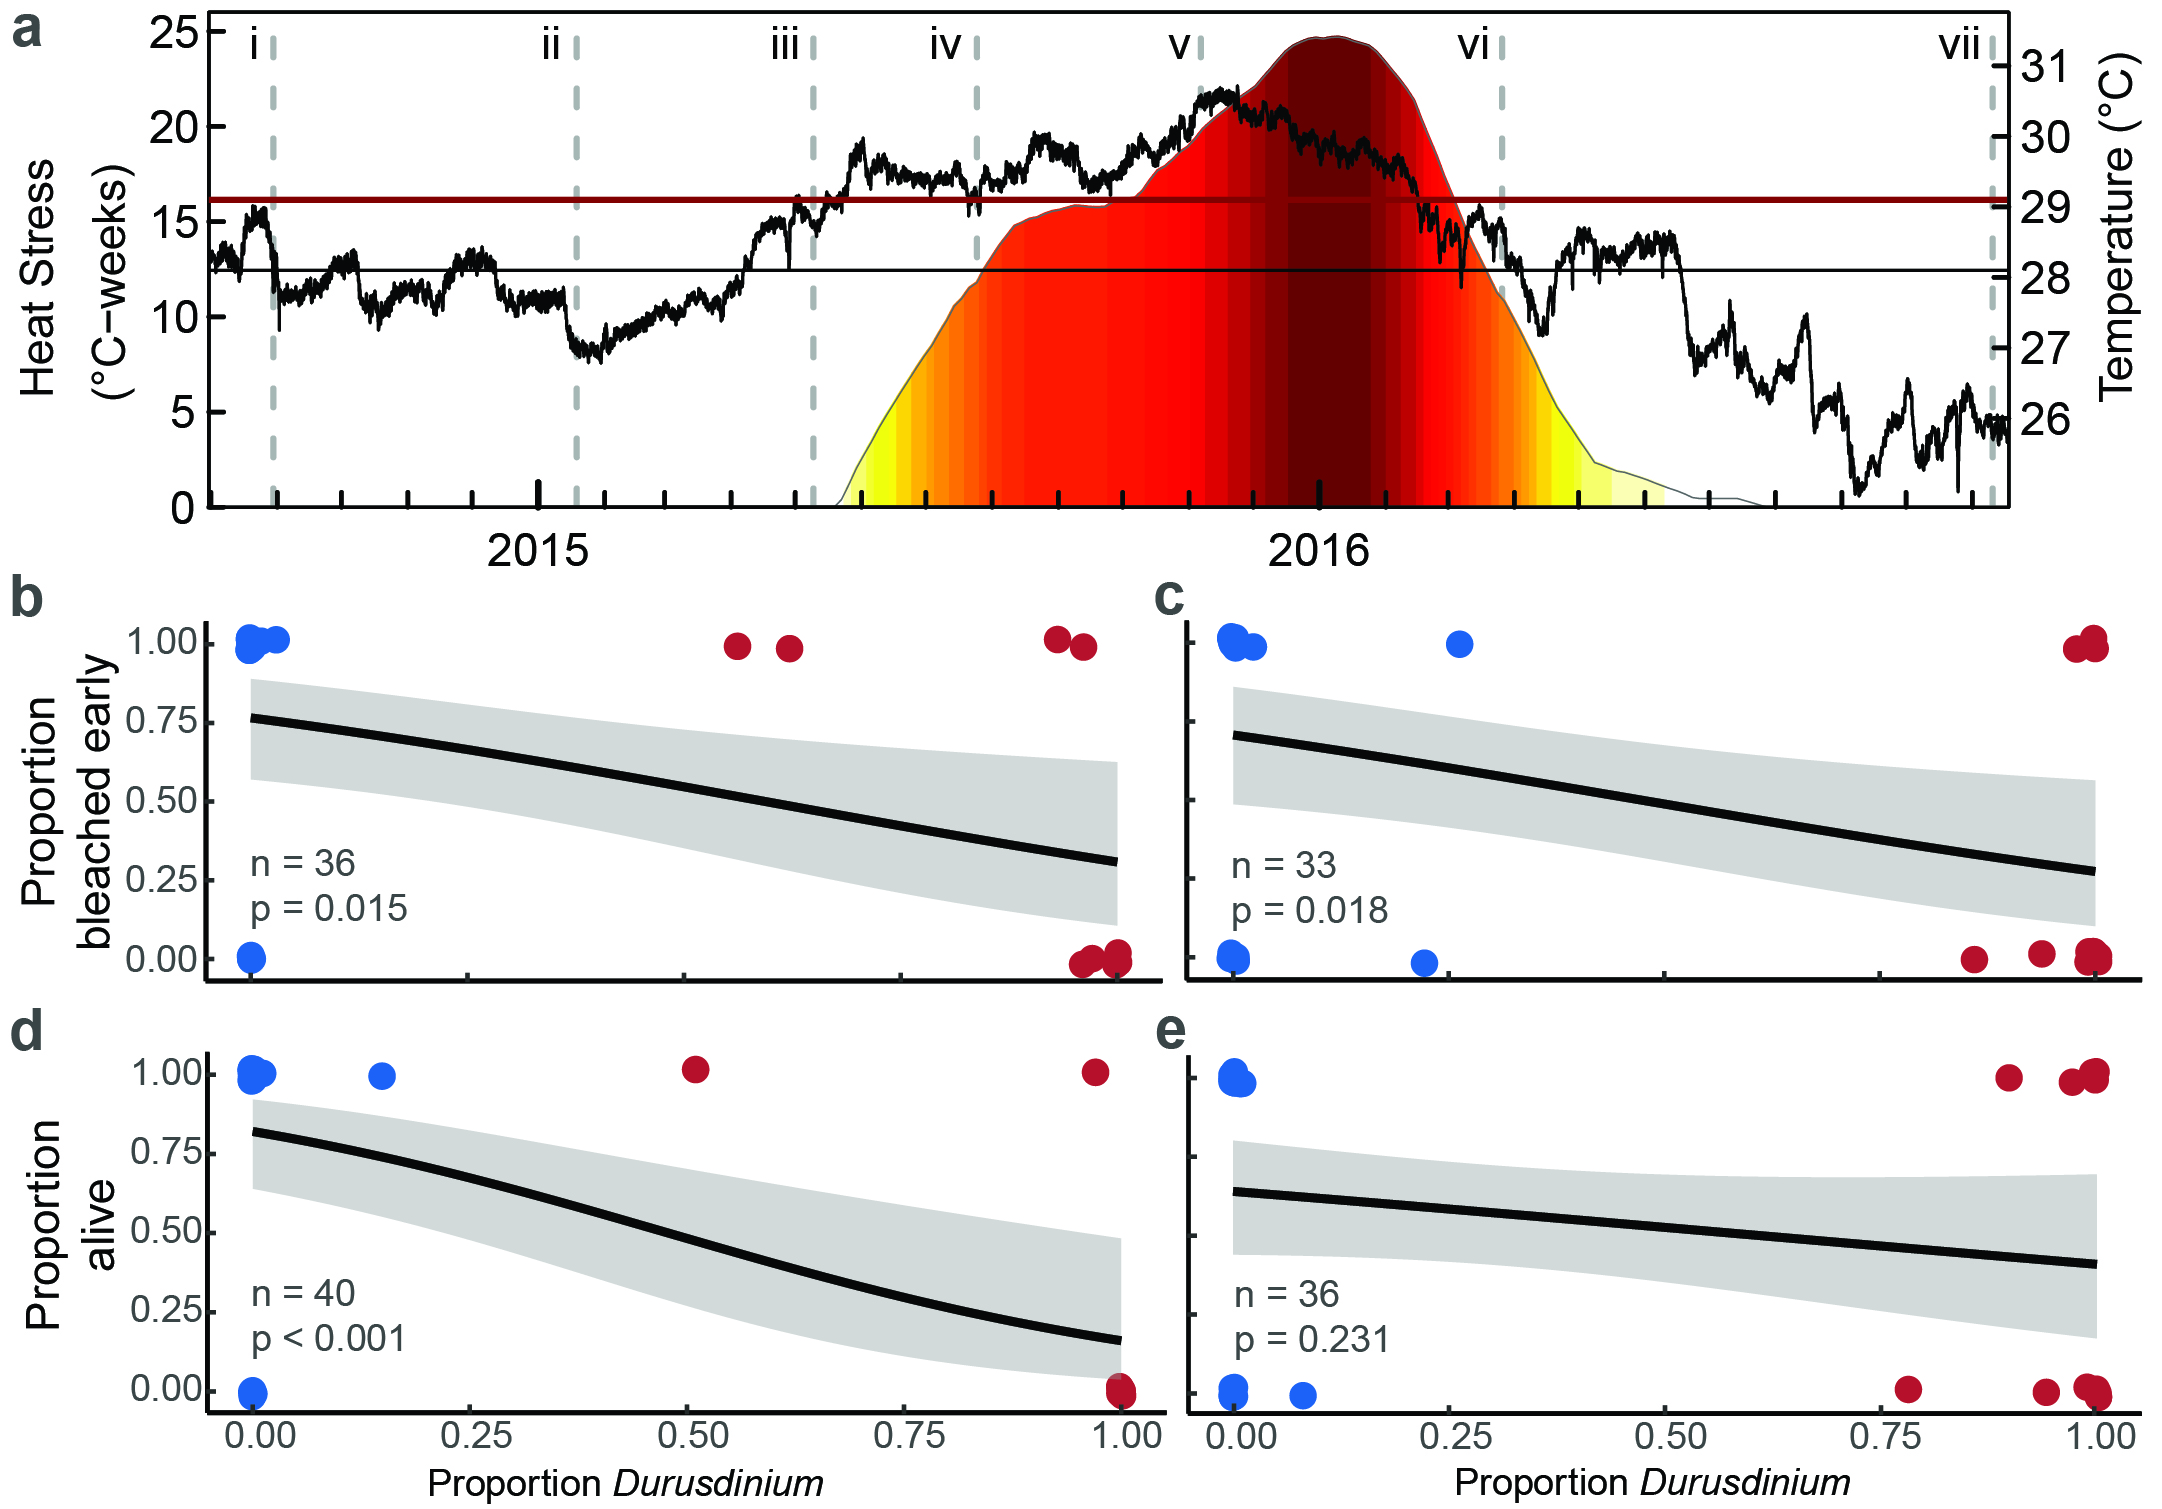 a
i
ii
iii
iv
v
vi
vii
Heat Stress
(°C−weeks)
25
20
15
10
5
0
31
30
29
28
27
26
Temperature (°C)
2015
2016
b
Proportion
bleached early
1.00
0.75
0.50
0.25
0.00
n = 36
p = 0.015
c
n = 33
p = 0.018
d
Proportion
alive
1.00
0.75
0.50
0.25
0.00
n = 40
p < 0.001
0.00
0.25
0.50
0.75
1.00
Proportion Durusdinium
e
n = 36
p = 0.231
0.00
0.25
0.50
0.75
1.00
Proportion Durusdinium